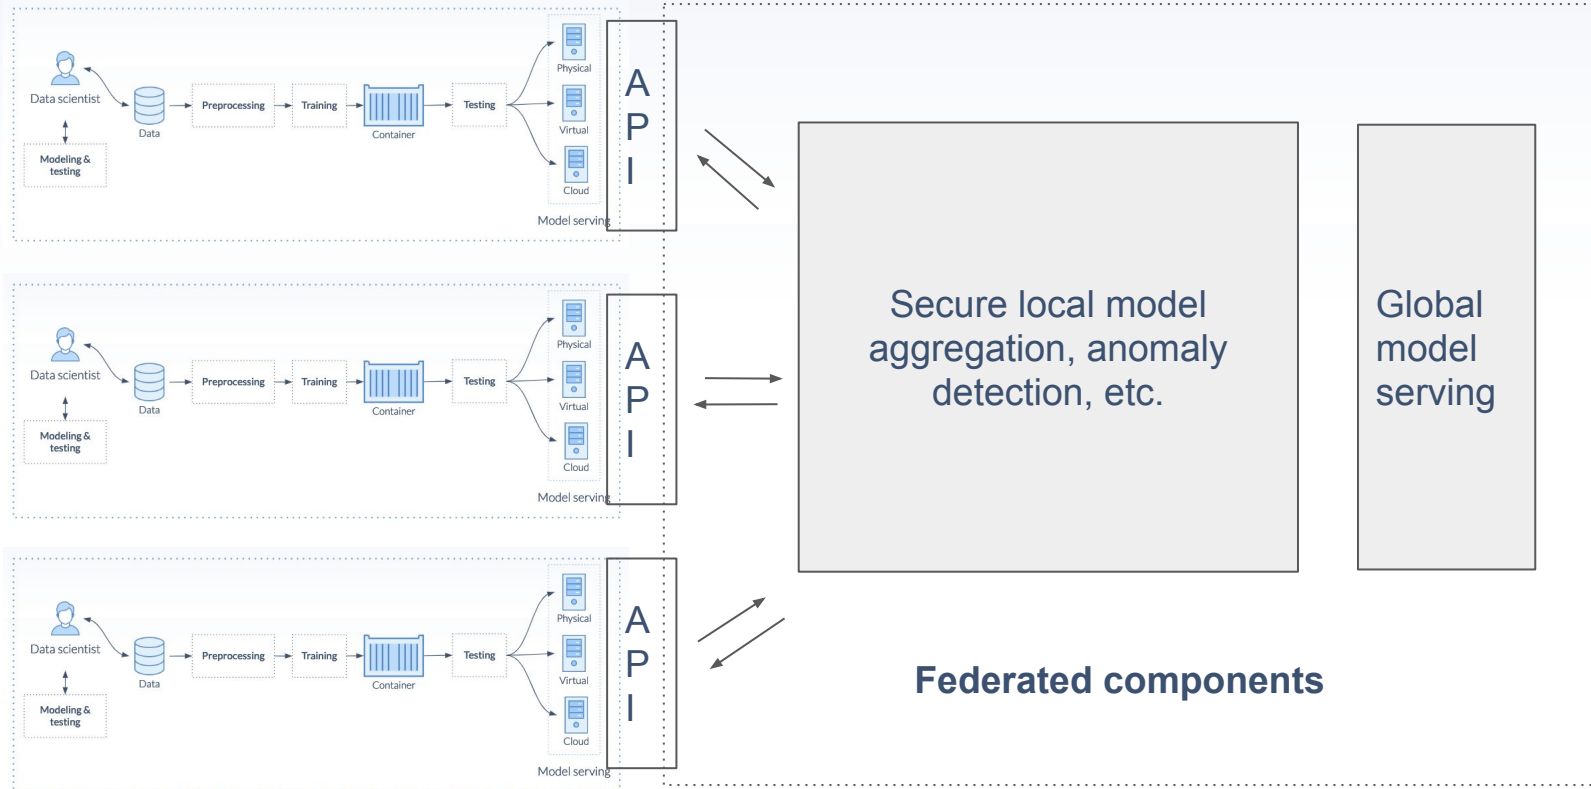 Data scientist
Modeling &
testing
Data
Preprocessing
Training
Container
Testing
Physical
Virtual
Cloud
Model serving
A
P
I
Data scientist
Modeling &
testing
Data
Preprocessing
Training
Container
Testing
Physical
Virtual
Cloud
Model serving
A
P
I
Data scientist
Modeling &
testing
Data
Preprocessing
Training
Container
Testing
Physical
Virtual
Cloud
Model serving
A
P
I
Secure local model
aggregation, anomaly
detection, etc.
Global
model
serving
Federated components